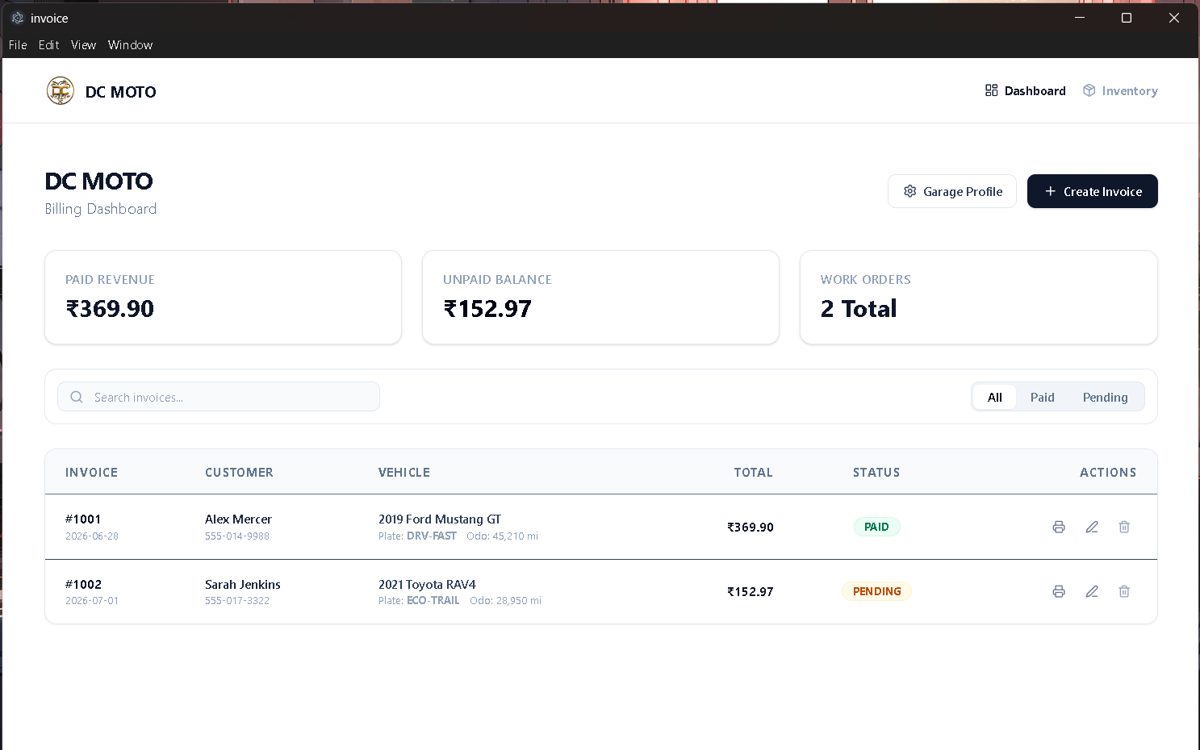 invoice
File Edit View Window
DC MOTO
Dashboard Inventory
DC MOTO
Billing Dashboard
Garage Profile
+ Create Invoice
PAID REVENUE
₹369.90
UNPAID BALANCE
₹152.97
WORK ORDERS
2 Total
Search invoices...
All Paid Pending
INVOICE CUSTOMER VEHICLE TOTAL STATUS ACTIONS
#1001 Alex Mercer 2019 Ford Mustang GT ₹369.90 PAID
2026-06-28 555-014-9988 Plate: DRV-FAST Odo: 45,210 mi
#1002 Sarah Jenkins 2021 Toyota RAV4 ₹152.97 PENDING
2026-07-01 555-017-3322 Plate: ECO-TRAIL Odo: 28,950 mi